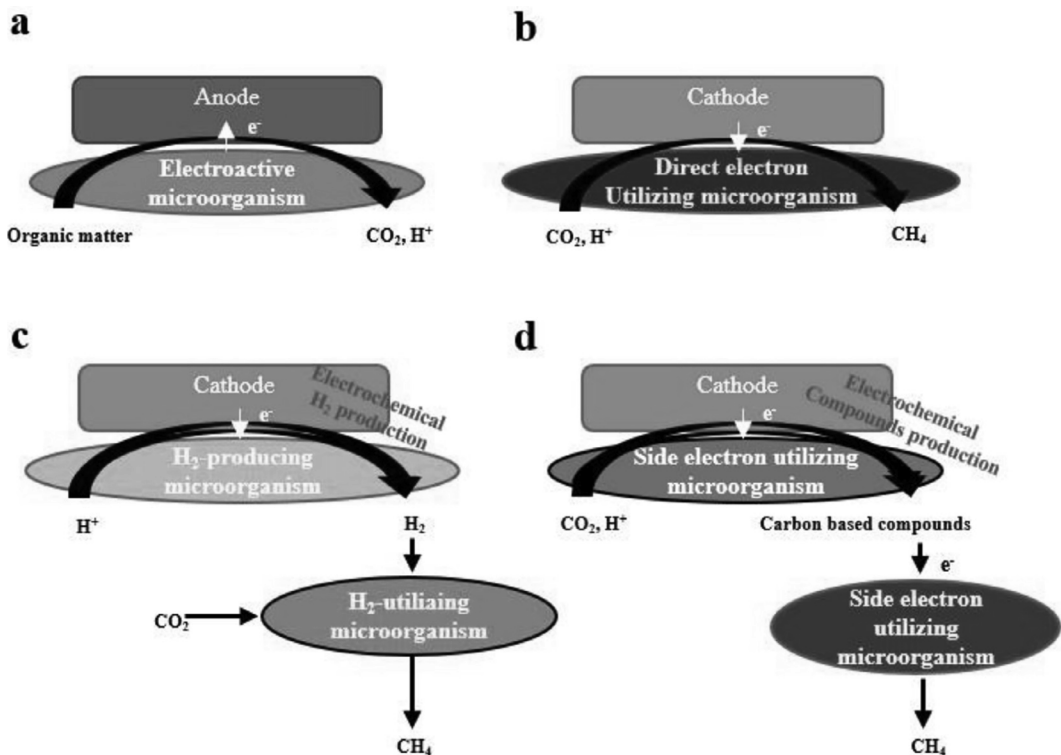 a
Anode
e⁻
Electroactive
microorganism
Organic matter
CO₂, H⁺
b
Cathode
e⁻
Direct electron
Utilizing microorganism
CO₂, H⁺
CH₄
c
Cathode
e⁻
Electrochemical
H₂ production
H₂-producing
microorganism
H⁺
H₂
CO₂
H₂-utiliaing
microorganism
CH₄
d
Cathode
e⁻
Electrochemical
Compounds production
Side electron utilizing
microorganism
CO₂, H⁺
Carbon based compounds
e⁻
Side electron
utilizing
microorganism
CH₄